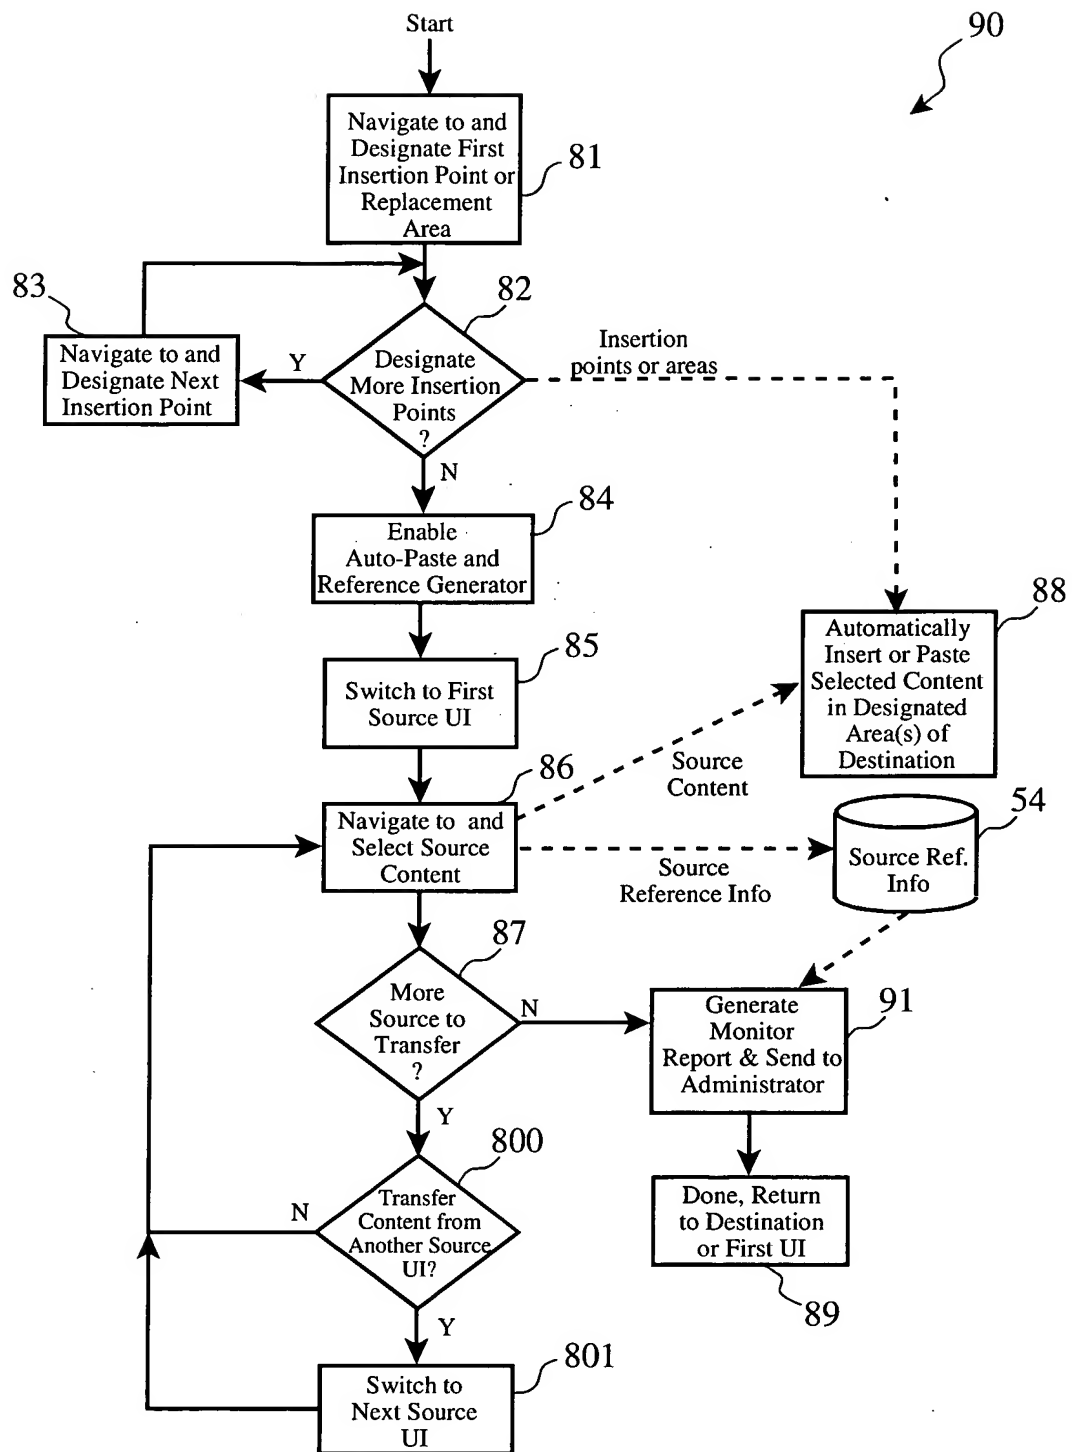 Start
90
Navigate to and
Designate First
Insertion Point or
Replacement
Area
81
83
82
Navigate to and
Designate Next
Insertion Point
Y
Designate
More Insertion
Points
?
Insertion
points or areas
N
84
Enable
Auto-Paste and
Reference Generator
88
Automatically
Insert or Paste
Selected Content
in Designated
Area(s) of
Destination
85
Switch to First
Source UI
Source
Content
86
Navigate to and
Select Source
Content
54
Source Ref.
Info
Source
Reference Info
87
More
Source to
Transfer
?
N
Generate
Monitor
Report & Send to
Administrator
91
Y
800
N
Transfer
Content from
Another Source
UI?
Done, Return
to Destination
or First UI
89
Y
801
Switch to
Next Source
UI